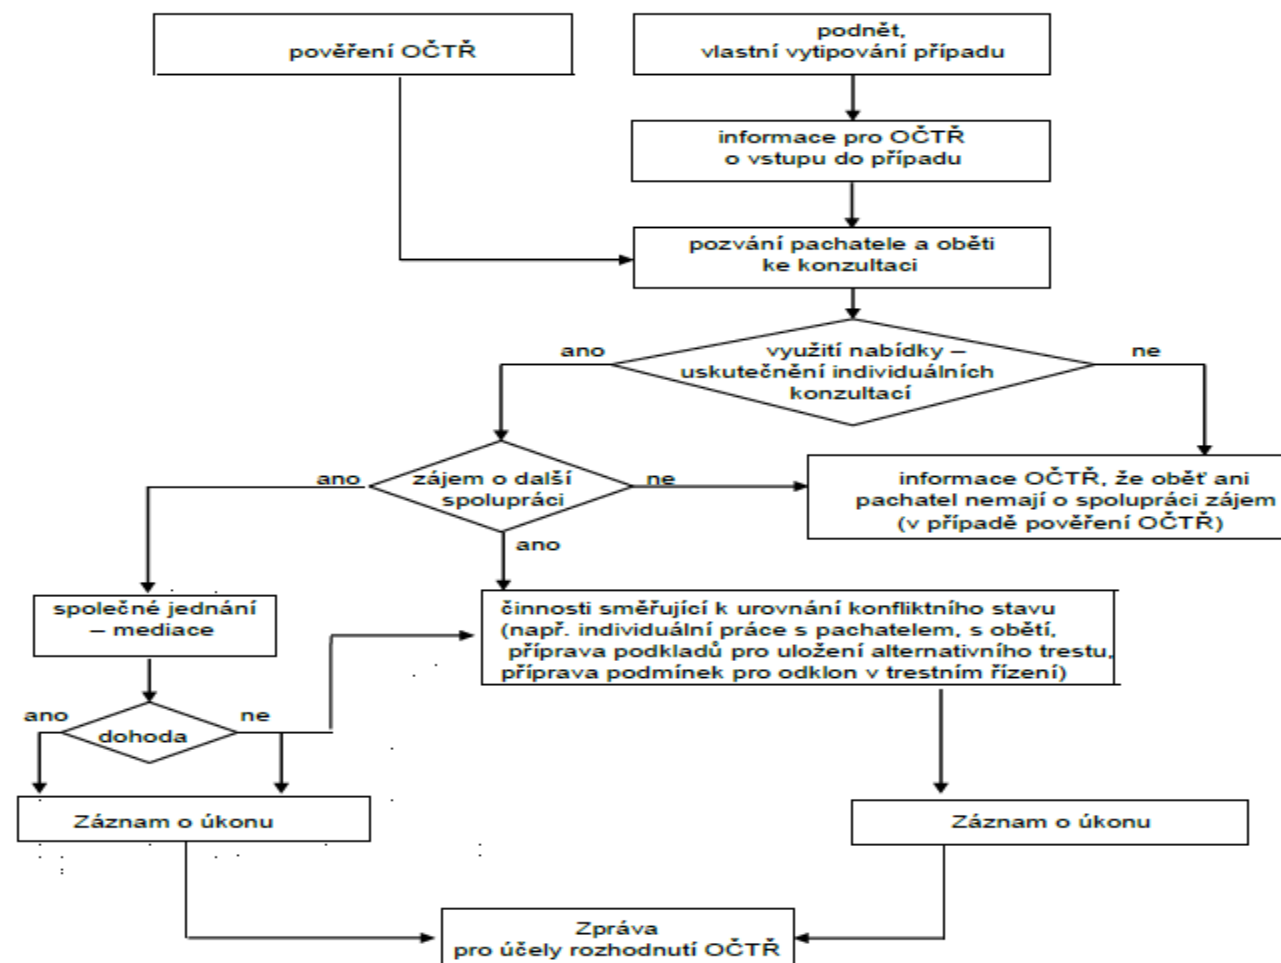 pověření OČTŘ
podnět,
vlastní vytipování případu
informace pro OČTŘ
o vstupu do případu
pozvání pachatele a oběti
ke konzultaci
ano
využití nabídky –
uskutečnění individuálních
konzultací
ne
ano
zájem o další
spolupráci
ne
informace OČTŘ, že oběť ani
pachatel nemají o spolupráci zájem
(v případě pověření OČTŘ)
ano
společné jednání
– mediace
činnosti směřující k urovnání konfliktního stavu
(např. individuální práce s pachatelem, s obětí,
příprava podkladů pro uložení alternativního trestu,
příprava podmínek pro odklon v trestním řízení)
ano
dohoda
ne
Záznam o úkonu
Záznam o úkonu
Zpráva
pro účely rozhodnutí OČTŘ